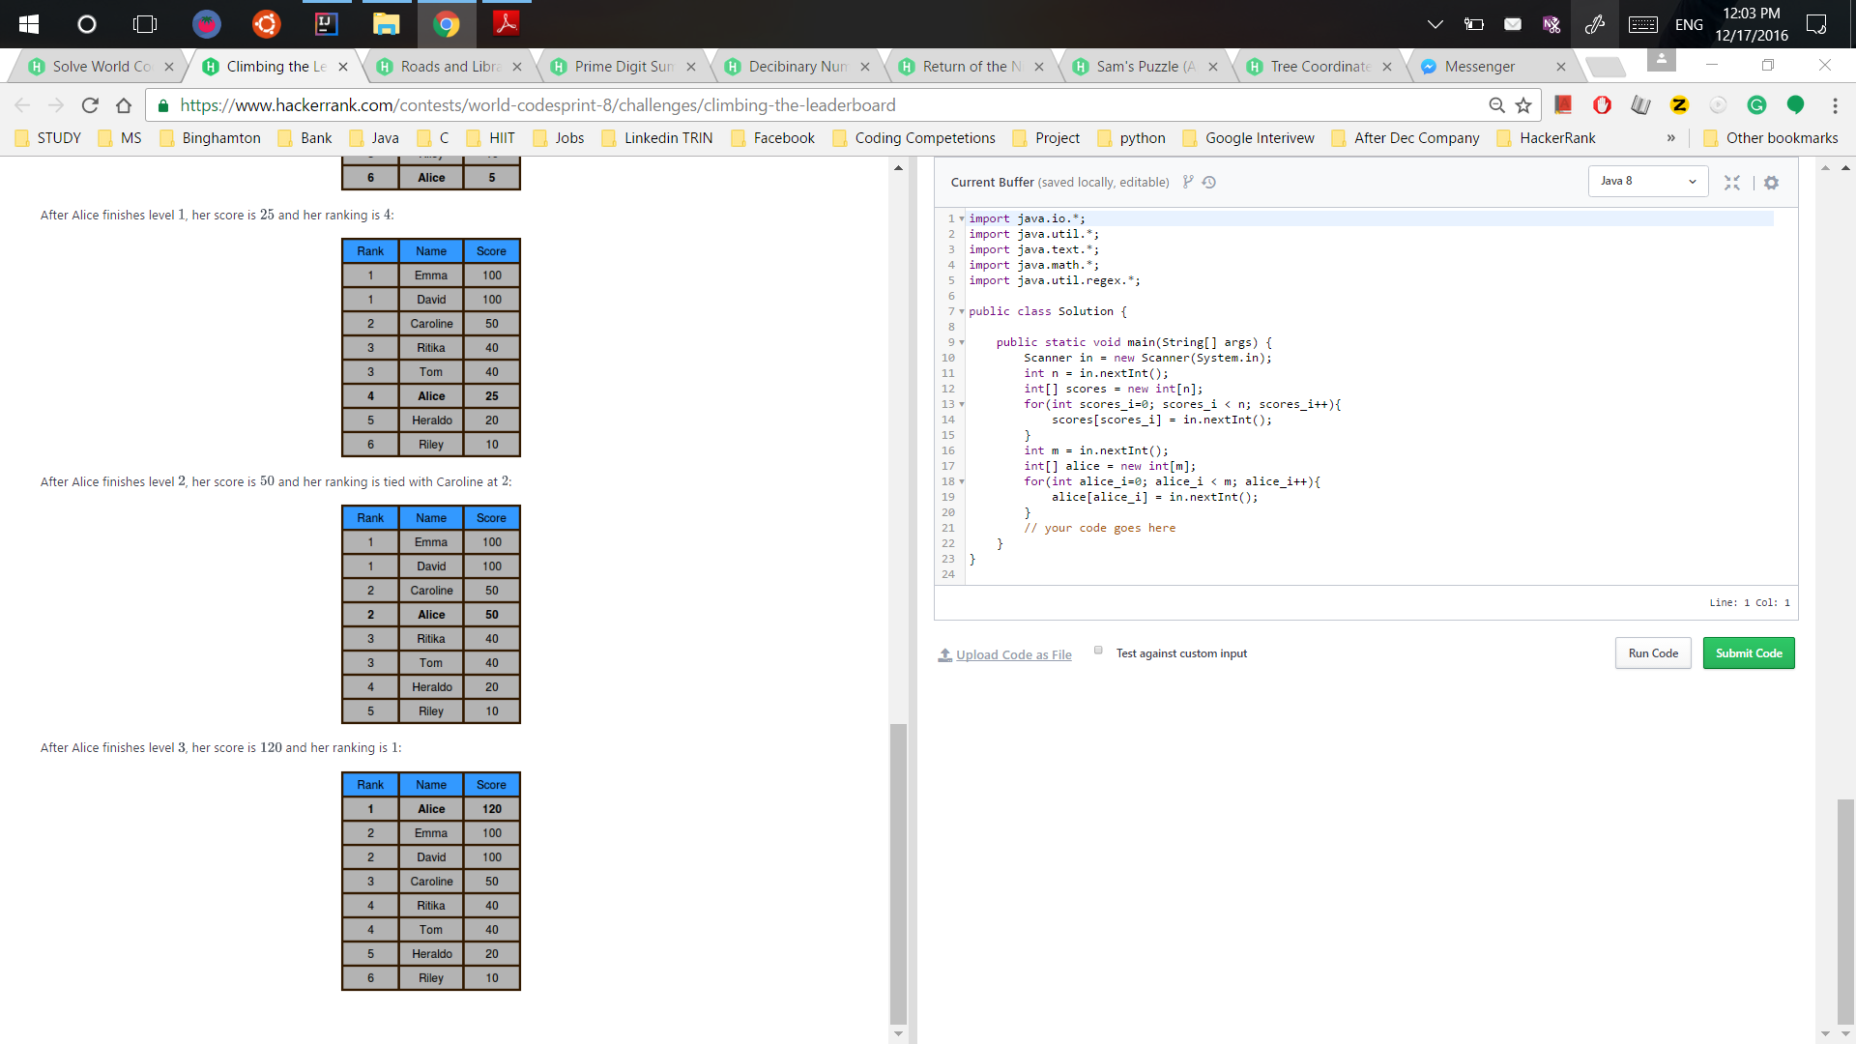 ENG
12:03 PM
12/17/2016
Solve World Co
Climbing the Le
Roads and Libra
Prime Digit Sum
Decibinary Num
Return of the N
Sam's Puzzle (A
Tree Coordinate
Messenger
https://www.hackerrank.com/contests/world-codesprint-8/challenges/climbing-the-leaderboard
STUDY MS Binghamton Bank Java C HIIT Jobs Linkedin TRIN Facebook Coding Competetions Project python Google Interivew After Dec Company HackerRank » Other bookmarks
6 Alice 5
After Alice finishes level 1, her score is 25 and her ranking is 4:
Rank Name Score
1 Emma 100
1 David 100
2 Caroline 50
3 Ritika 40
3 Tom 40
4 Alice 25
5 Heraldo 20
6 Riley 10
After Alice finishes level 2, her score is 50 and her ranking is tied with Caroline at 2:
Rank Name Score
1 Emma 100
1 David 100
2 Caroline 50
2 Alice 50
3 Ritika 40
3 Tom 40
4 Heraldo 20
5 Riley 10
After Alice finishes level 3, her score is 120 and her ranking is 1:
Rank Name Score
1 Alice 120
2 Emma 100
2 David 100
3 Caroline 50
4 Ritika 40
4 Tom 40
5 Heraldo 20
6 Riley 10
Current Buffer (saved locally, editable)
Java 8
1 import java.io.*;
2 import java.util.*;
3 import java.text.*;
4 import java.math.*;
5 import java.util.regex.*;
6
7 public class Solution {
8
9 public static void main(String[] args) {
10 Scanner in = new Scanner(System.in);
11 int n = in.nextInt();
12 int[] scores = new int[n];
13 for(int scores_i=0; scores_i < n; scores_i++){
14 scores[scores_i] = in.nextInt();
15 }
16 int m = in.nextInt();
17 int[] alice = new int[m];
18 for(int alice_i=0; alice_i < m; alice_i++){
19 alice[alice_i] = in.nextInt();
20 }
21 // your code goes here
22 }
23 }
24
Line: 1 Col: 1
Upload Code as File
Test against custom input
Run Code
Submit Code